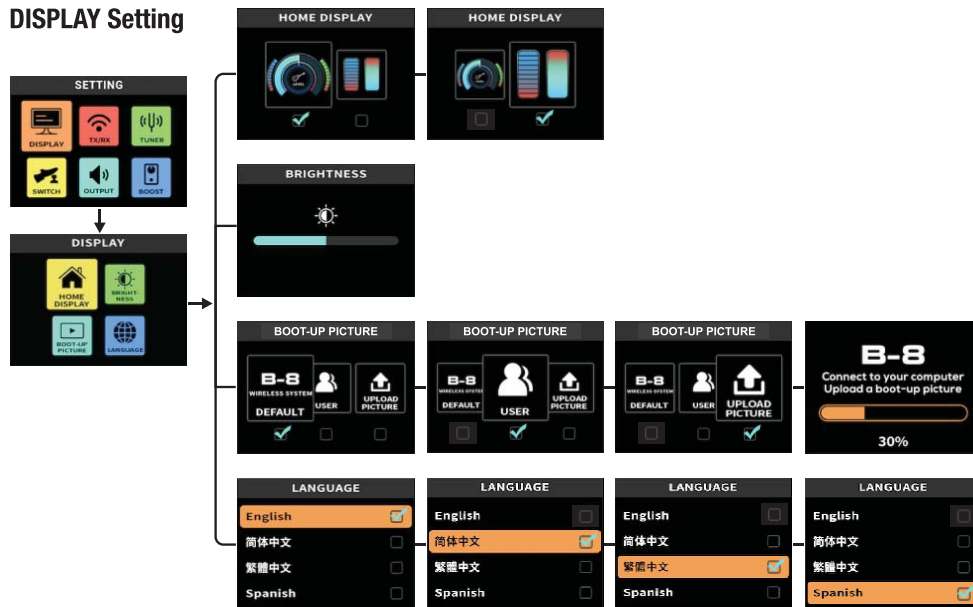 DISPLAY Setting
SETTING
DISPLAY
TX/RX
TUNER
SWITCH
OUTPUT
BOOST
DISPLAY
HOME
DISPLAY
BRIGHT-
NESS
BOOT-UP
PICTURE
LANGUAGE
HOME DISPLAY
LEVEL
HOME DISPLAY
BRIGHTNESS
BOOT-UP PICTURE
B-8
WIRELESS SYSTEM
DEFAULT
USER
UPLOAD
PICTURE
BOOT-UP PICTURE
B-8
WIRELESS SYSTEM
DEFAULT
USER
UPLOAD
PICTURE
BOOT-UP PICTURE
B-8
WIRELESS SYSTEM
DEFAULT
USER
UPLOAD
PICTURE
B-8
Connect to your computer
Upload a boot-up picture
30%
LANGUAGE
English
简体中文
繁體中文
Spanish
LANGUAGE
English
简体中文
繁體中文
Spanish
LANGUAGE
English
简体中文
繁體中文
Spanish
LANGUAGE
English
简体中文
繁體中文
Spanish